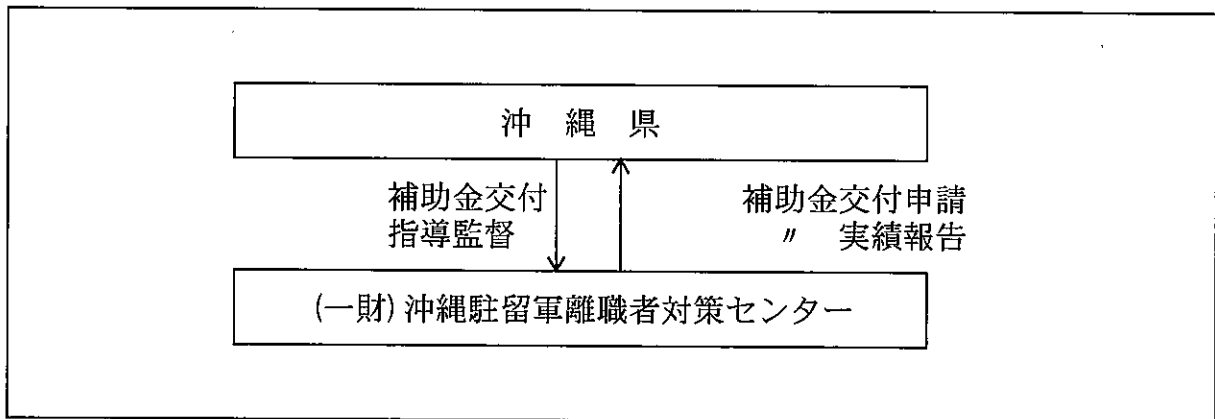 沖　縄　県
補助金交付
指導監督
補助金交付申請
〃　実績報告
(一財)沖縄駐留軍離職者対策センター